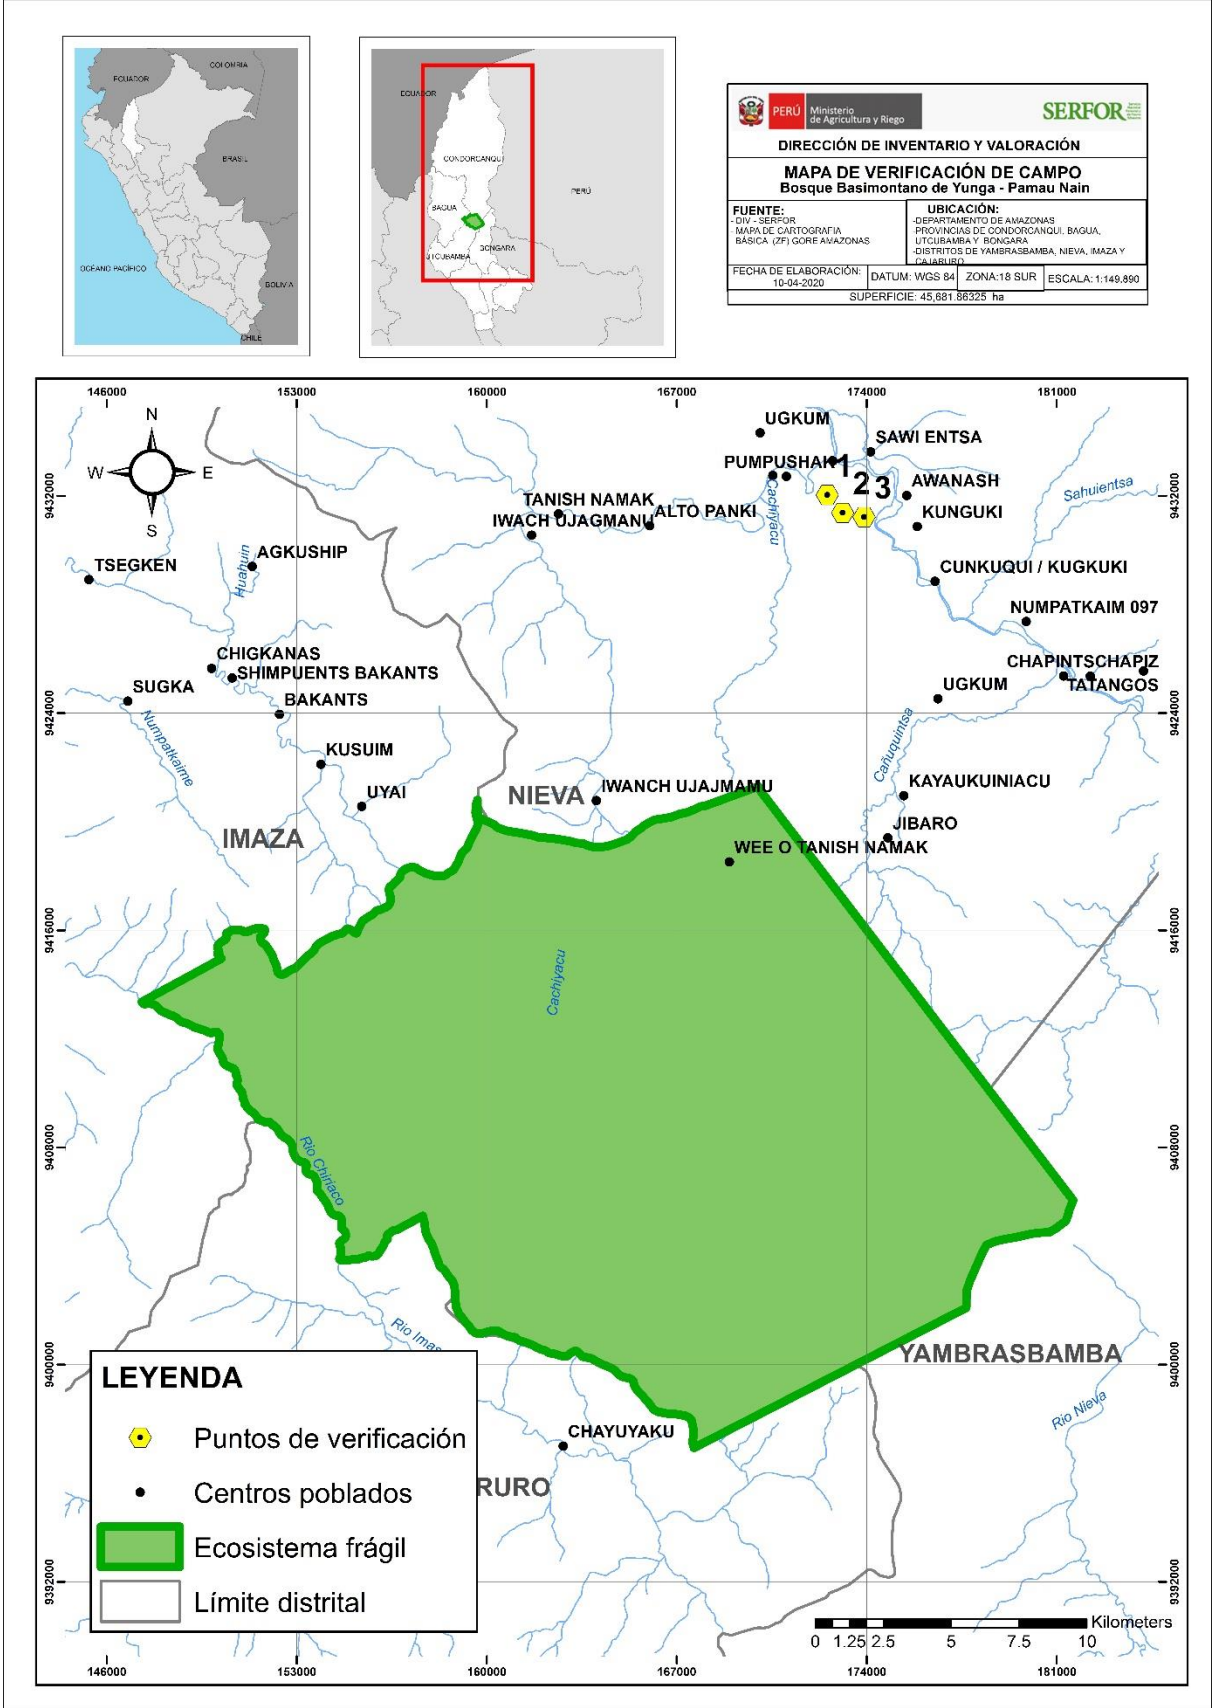 ECUADOR
COLOMBIA
BRASIL
OCÉANO PACÍFICO
BOLIVIA
CHILE
ECUADOR
CONDORCANQUI
PERÚ
BAGUA
BONGARA
UTCUBAMBA
PERÚ
Ministerio
de Agricultura y Riego
SERFOR
DIRECCIÓN DE INVENTARIO Y VALORACIÓN
MAPA DE VERIFICACIÓN DE CAMPO
Bosque Basimontano de Yunga - Pamau Nain
FUENTE:
- DIV - SERFOR
- MAPA DE CARTOGRAFIA
BÁSICA (ZF) GORE AMAZONAS
UBICACIÓN:
-DEPARTAMENTO DE AMAZONAS
-PROVINCIAS DE CONDORCANQUI, BAGUA,
UTCUBAMBA Y BONGARA
-DISTRITOS DE YAMBRASBAMBA, NIEVA, IMAZA Y
CAJARURO
FECHA DE ELABORACIÓN:
10-04-2020
DATUM: WGS 84
ZONA:18 SUR
ESCALA: 1:149.890
SUPERFICIE: 45,681.86325 ha
146000 153000 160000 167000 174000 181000
N
W E
S
UGKUM
SAWI ENTSA
PUMPUSHAK
1
2
3
AWANASH
Sahuientsa
9432000
9432000
TANISH NAMAK
ALTO PANKI
Cachiyacu
KUNGUKI
IWACH UJAGMANU
AGKUSHIP
Huahuin
TSEGKEN
CUNKUQUI / KUGKUKI
NUMPATKAIM 097
CHIGKANAS
SHIMPUENTS BAKANTS
CHAPINTSCHAPIZ
TATANGOS
SUGKA
BAKANTS
UGKUM
9424000
9424000
Numpatkaime
Cañuquintsa
KUSUIM
UYAI
NIEVA
IWANCH UJAJMAMU
KAYAUKUINIACU
IMAZA
JIBARO
WEE O TANISH NAMAK
9416000
9416000
Cachiyacu
9408000
9408000
Rio Chiriaco
Rio Imas
9400000
9400000
YAMBRASBAMBA
Rio Nieva
CHAYUYAKU
RURO
LEYENDA
Puntos de verificación
Centros poblados
Ecosistema frágil
Límite distrital
9392000
9392000
Kilometers
0 1.25 2.5 5 7.5 10
146000 153000 160000 167000 174000 181000